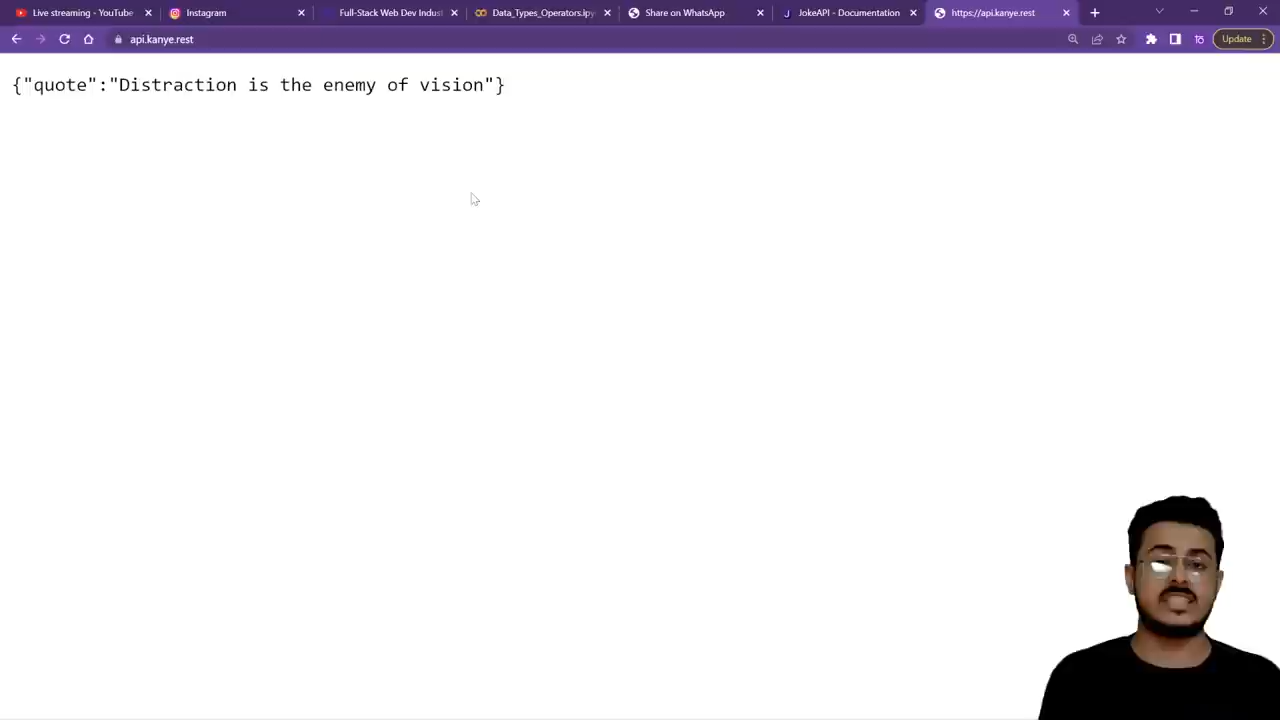 Live streaming - YouTube
Instagram
Full-Stack Web Dev Indust
Data_Types_Operators.ipy
Share on WhatsApp
JokeAPI - Documentation
https://api.kanye.rest
api.kanye.rest
Update
{"quote":"Distraction is the enemy of vision"}